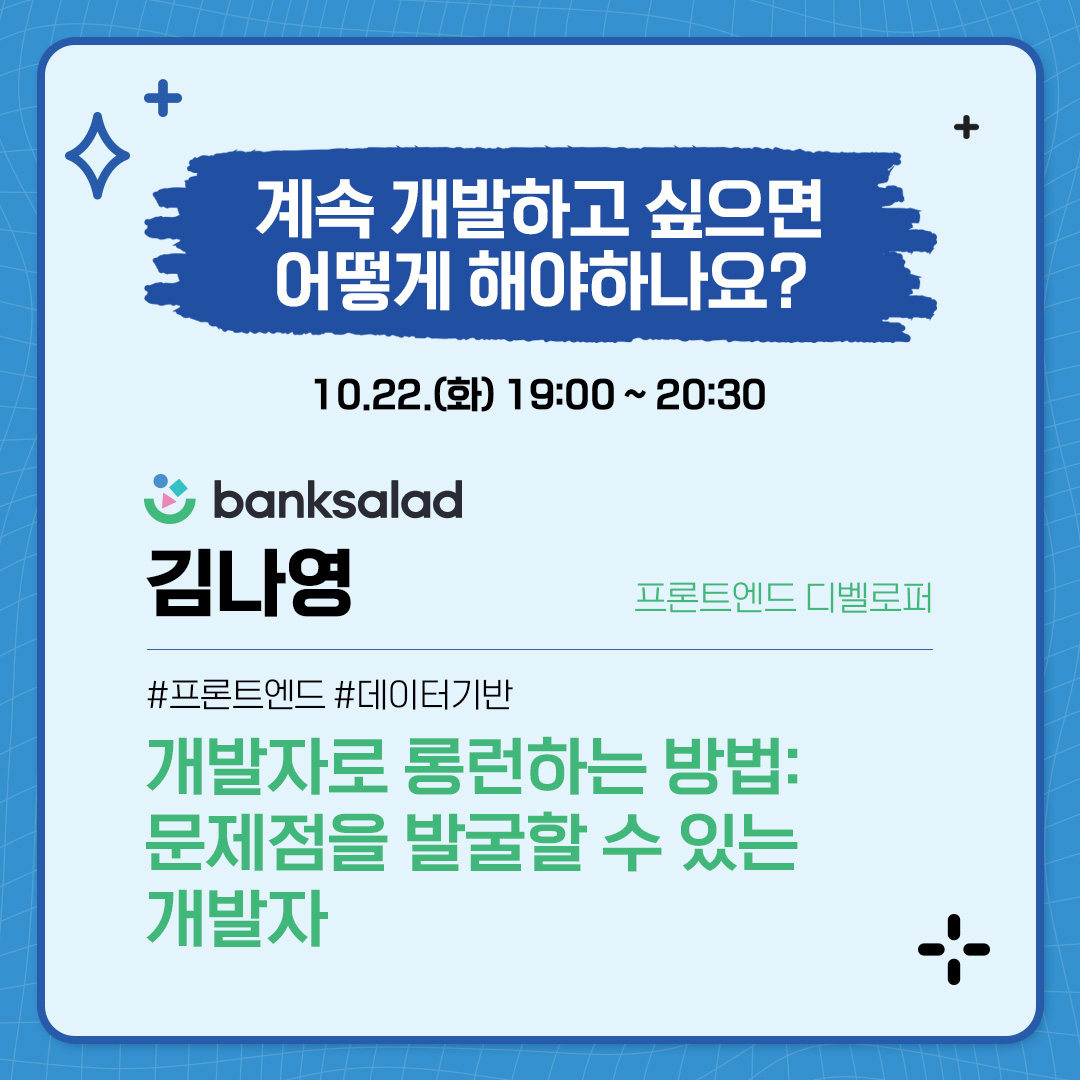 계속 개발하고 싶으면
어떻게 해야하나요?
10.22.(화) 19:00 ~ 20:30
banksalad
김나영
프론트엔드 디벨로퍼
#프론트엔드 #데이터기반
개발자로 롱런하는 방법:
문제점을 발굴할 수 있는
개발자